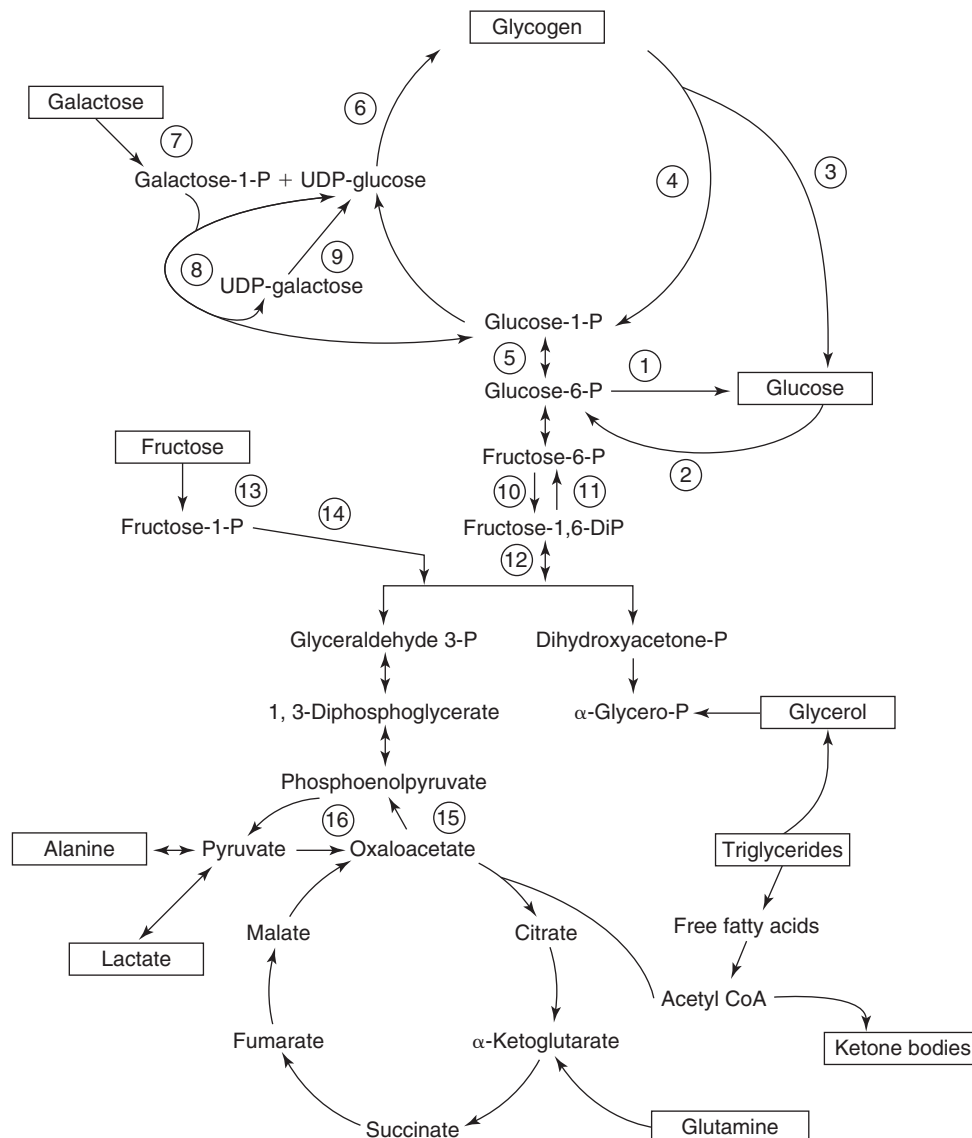 Glycogen
Galactose
6
7
Galactose-1-P + UDP-glucose
4
3
8
9
UDP-galactose
Glucose-1-P
5
1
Glucose-6-P
Glucose
Fructose
Fructose-6-P
2
13
10
11
14
Fructose-1-P
Fructose-1,6-DiP
12
Glyceraldehyde 3-P
Dihydroxyacetone-P
1, 3-Diphosphoglycerate
α-Glycero-P
Glycerol
Phosphoenolpyruvate
16
15
Alanine
Pyruvate
Oxaloacetate
Triglycerides
Malate
Citrate
Free fatty acids
Lactate
Acetyl CoA
Fumarate
α-Ketoglutarate
Ketone bodies
Succinate
Glutamine